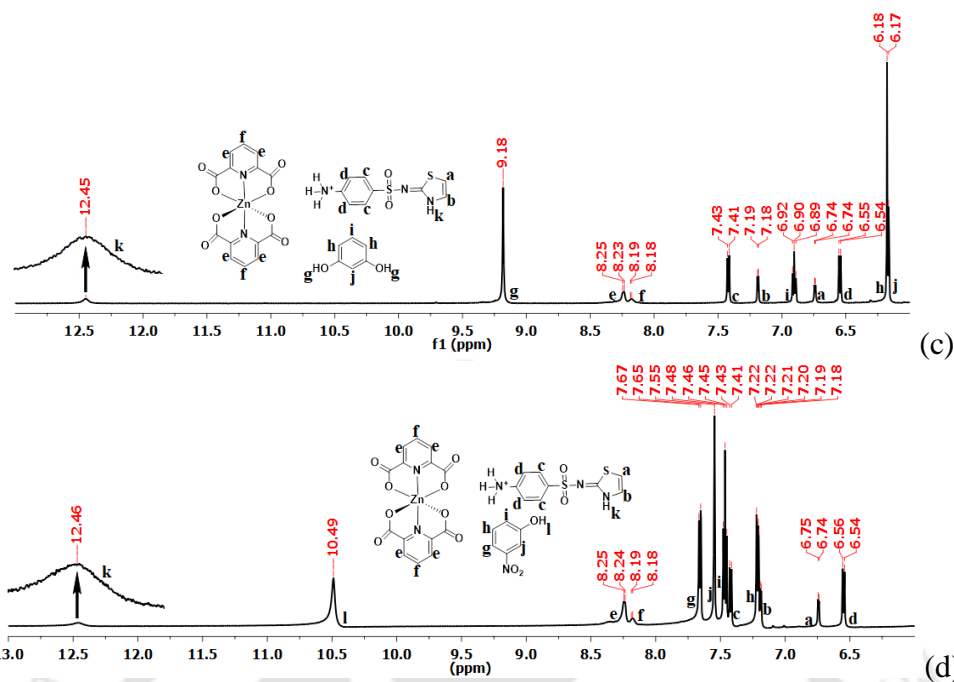 12.45
9.18
8.25
8.23
8.19
8.18
7.43
7.41
7.19
7.18
6.92
6.90
6.89
6.74
6.74
6.55
6.54
6.18
6.17
k
f
e e
O O
N
O O
Zn
O O
N
O O
e e
f
H
H N+
H
d c
d c
O
S N
O
S a
HN b
k
i
h h
gHO OHg
j
g e f c b i a d h j
12.5 12.0 11.5 11.0 10.5 10.0 9.5 9.0 8.5 8.0 7.5 7.0 6.5
f1 (ppm)
(c)
12.46
10.49
8.25
8.24
8.19
8.18
7.67
7.65
7.55
7.48
7.46
7.45
7.43
7.41
7.22
7.22
7.21
7.20
7.19
7.18
6.75
6.74
6.56
6.54
k
f
e e
O O
N
O O
Zn
O O
N
O O
e e
f
H
H N+
H
d c
d c
O
S N
O
S a
HN b
k
i OH
h l
g j
NO2
l e f g j i c h b a d
13.0 12.5 12.0 11.5 11.0 10.5 10.0 9.5 9.0 8.5 8.0 7.5 7.0 6.5
(ppm)
(d)